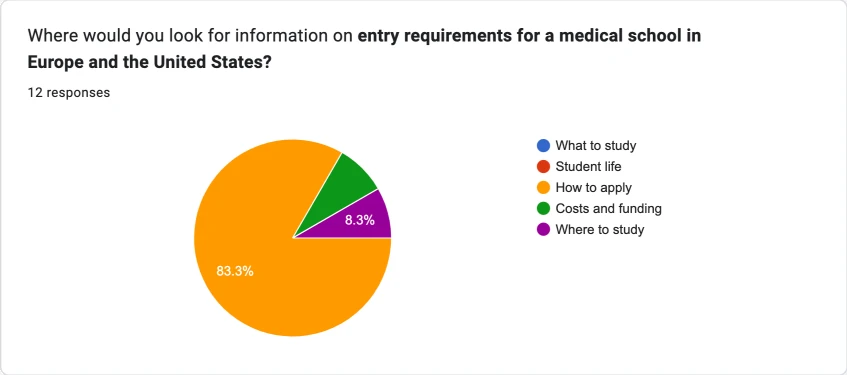 Where would you look for information on entry requirements for a medical school in
Europe and the United States?
12 responses
What to study
Student life
How to apply
Costs and funding
Where to study
8.3%
83.3%